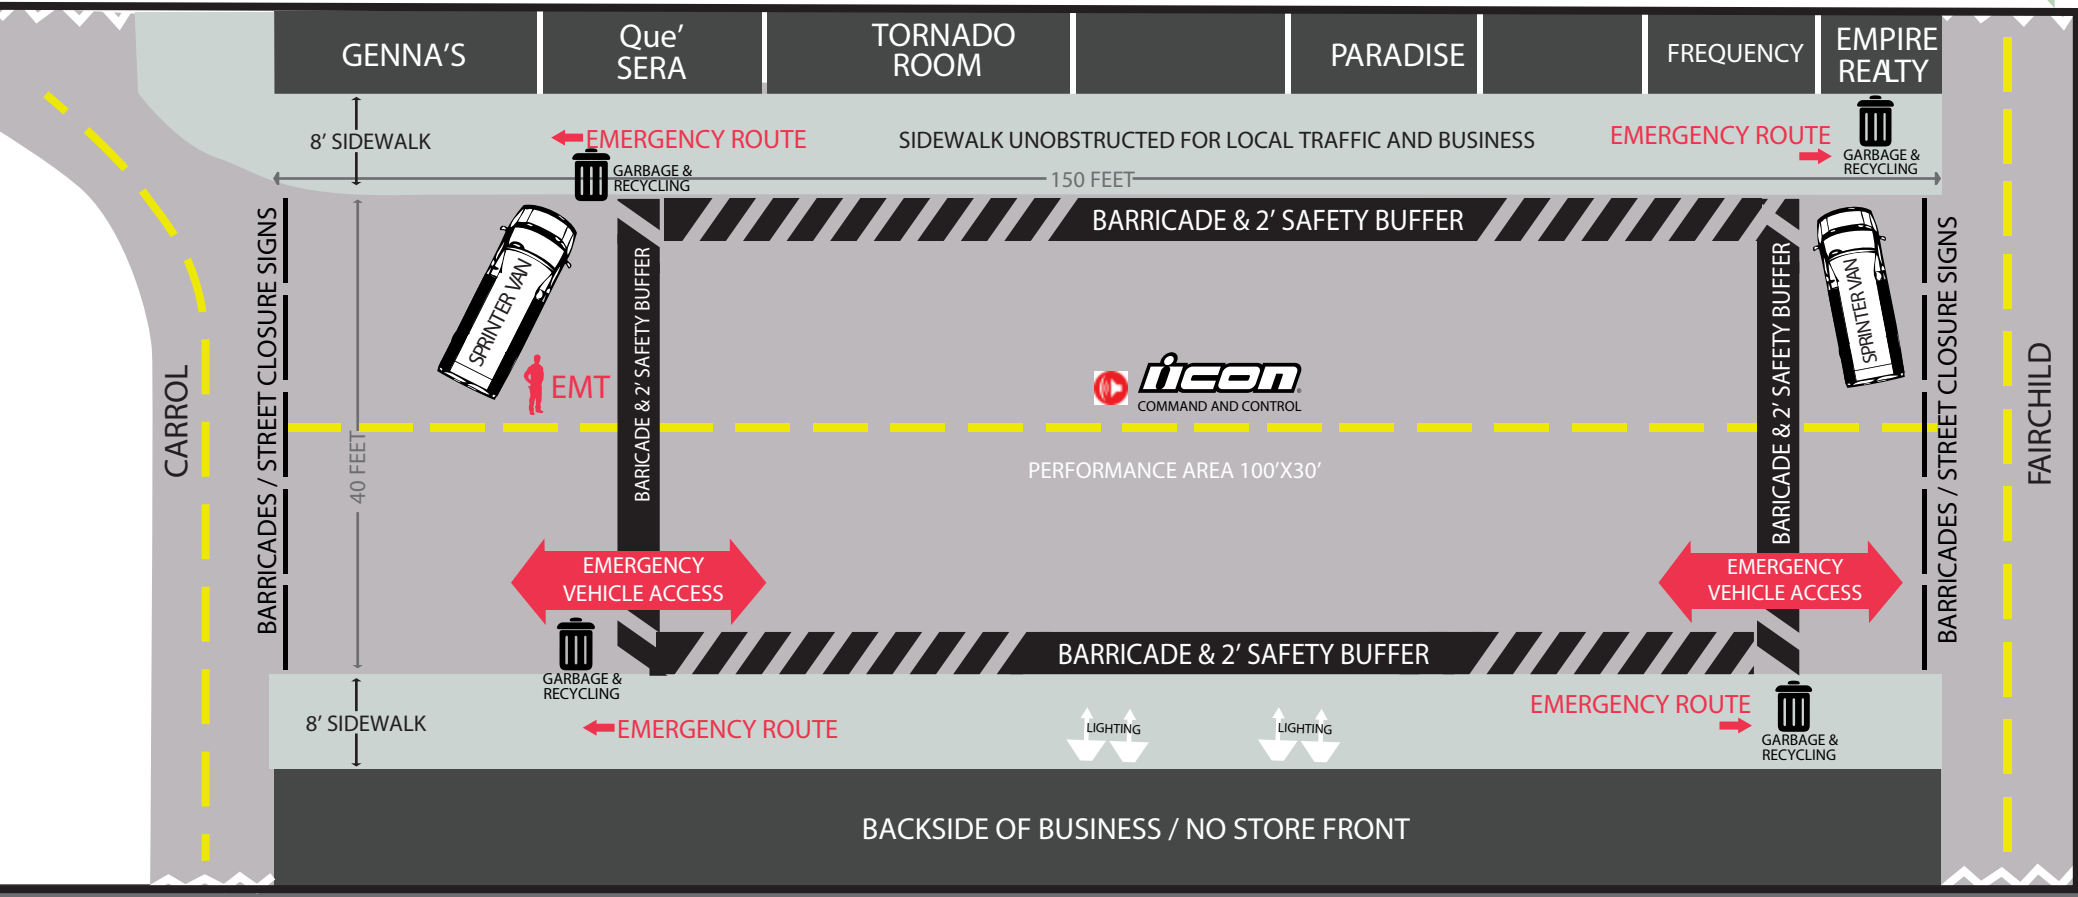 GENNA'S
Que'
SERA
TORNADO
ROOM
PARADISE
FREQUENCY
EMPIRE
REALTY
8' SIDEWALK
EMERGENCY ROUTE
SIDEWALK UNOBSTRUCTED FOR LOCAL TRAFFIC AND BUSINESS
EMERGENCY ROUTE
GARBAGE &
RECYCLING
GARBAGE &
RECYCLING
150 FEET
BARRICADE & 2' SAFETY BUFFER
CARROL
BARRICADES / STREET CLOSURE SIGNS
40 FEET
SPRINTER VAN
EMT
BARICADE & 2' SAFETY BUFFER
iicon
COMMAND AND CONTROL
PERFORMANCE AREA 100'X30'
BARICADE & 2' SAFETY BUFFER
SPRINTER VAN
BARRICADES / STREET CLOSURE SIGNS
FAIRCHILD
EMERGENCY
VEHICLE ACCESS
EMERGENCY
VEHICLE ACCESS
BARRICADE & 2' SAFETY BUFFER
GARBAGE &
RECYCLING
8' SIDEWALK
EMERGENCY ROUTE
LIGHTING
LIGHTING
EMERGENCY ROUTE
GARBAGE &
RECYCLING
BACKSIDE OF BUSINESS / NO STORE FRONT